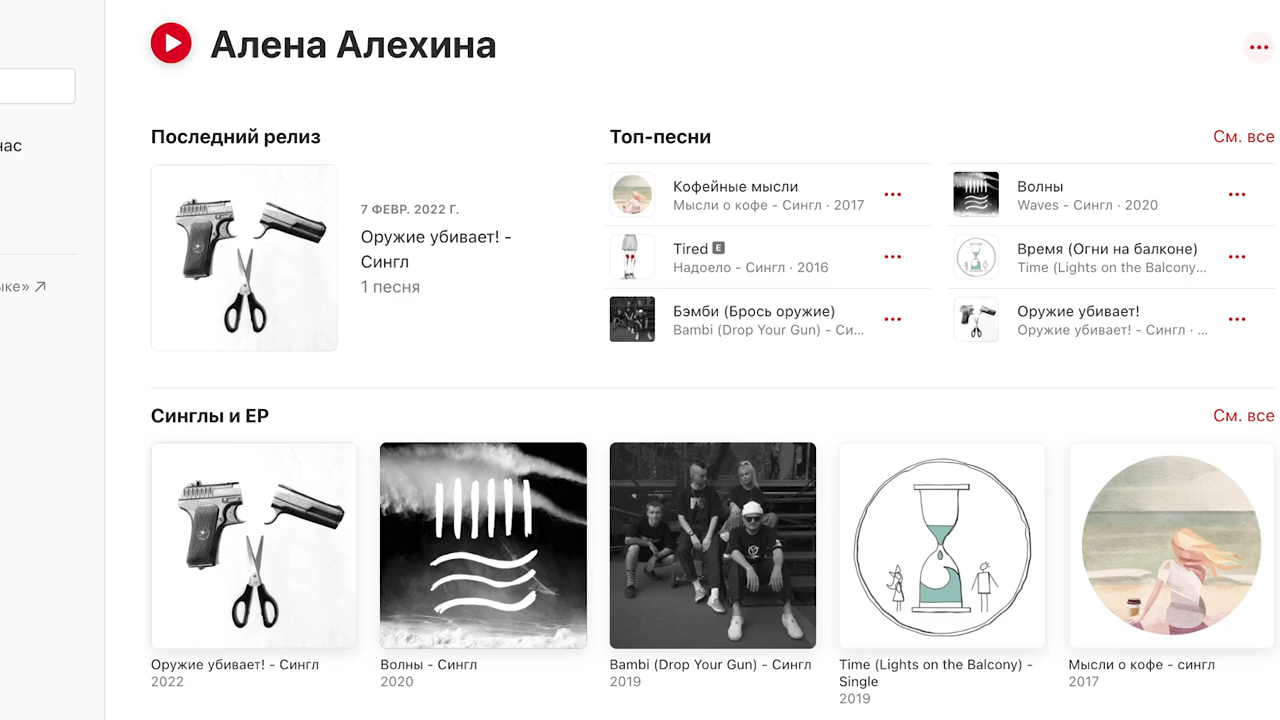 Алена Алехина
нас
ыке» ↗
Последний релиз
7 ФЕВР. 2022 Г.
Оружие убивает! -
Сингл
1 песня
Топ-песни
См. все
Кофейные мысли
Мысли о кофе - Сингл · 2017
Tired E
Надоело - Сингл · 2016
Бэмби (Брось оружие)
Bambi (Drop Your Gun) - Си...
Волны
Waves - Сингл · 2020
Время (Огни на балконе)
Time (Lights on the Balcony...
Оружие убивает!
Оружие убивает! - Сингл · ...
Синглы и EP
См. все
Оружие убивает! - Сингл
2022
Волны - Сингл
2020
Bambi (Drop Your Gun) - Сингл
2019
Time (Lights on the Balcony) -
Single
2019
Мысли о кофе - сингл
2017